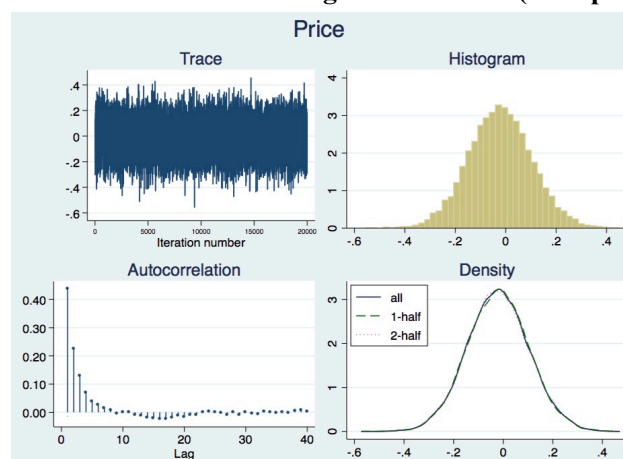 Price
Trace
.4
.2
0
-.2
-.4
-.6
0 5000 10000 15000 20000
Iteration number
Histogram
4
3
2
1
0
-.6 -.4 -.2 0 .2 .4
Autocorrelation
0.40
0.30
0.20
0.10
0.00
0 10 20 30 40
Lag
Density
all
1-half
2-half
3
2
1
0
-.6 -.4 -.2 0 .2 .4